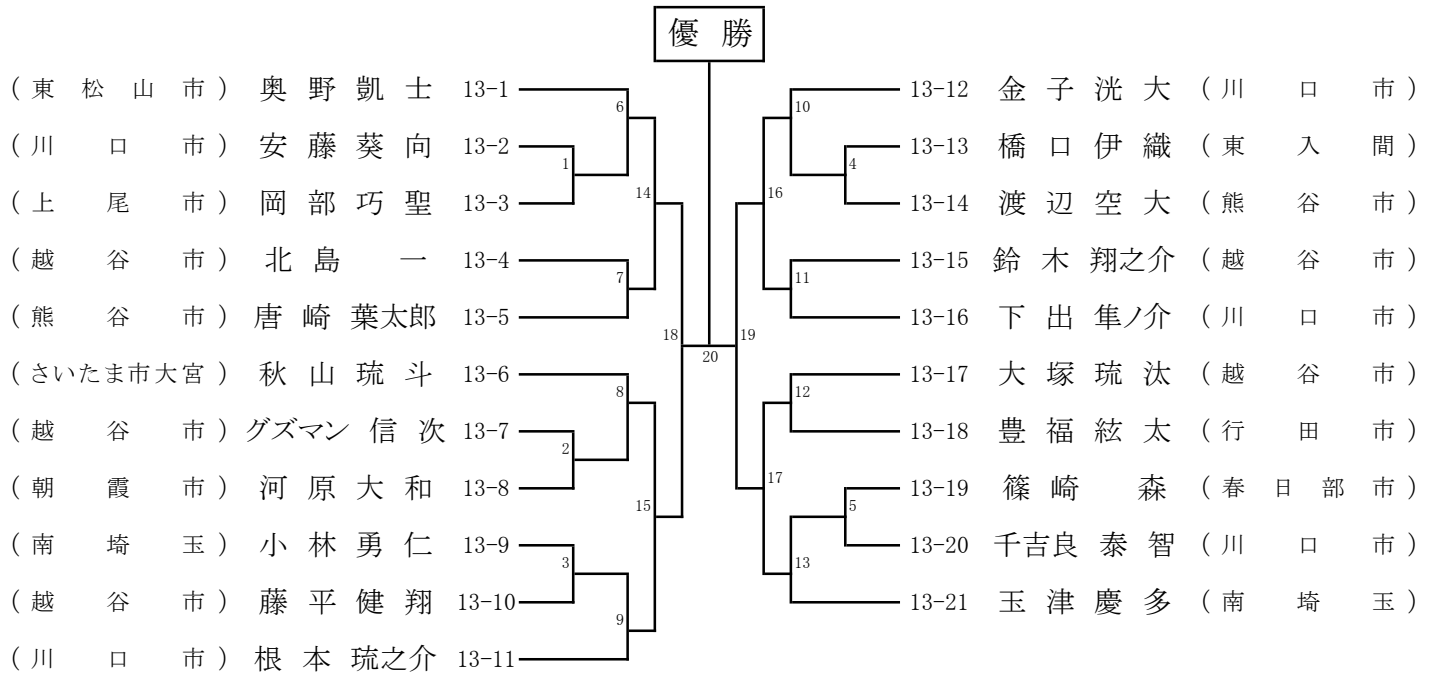 優勝
(東松山市) 奥野凱士 13-1
(川口市) 安藤葵向 13-2
(上尾市) 岡部巧聖 13-3
(越谷市) 北島一 13-4
(熊谷市) 唐崎葉太郎 13-5
(さいたま市大宮) 秋山琉斗 13-6
(越谷市) グズマン信次 13-7
(朝霞市) 河原大和 13-8
(南埼玉) 小林勇仁 13-9
(越谷市) 藤平健翔 13-10
(川口市) 根本琉之介 13-11
6
1
14
7
18
8
2
15
3
9
20
13-12 金子洸大 (川口市)
13-13 橋口伊織 (東入間)
13-14 渡辺空大 (熊谷市)
13-15 鈴木翔之介 (越谷市)
13-16 下出隼ノ介 (川口市)
13-17 大塚琉汰 (越谷市)
13-18 豊福絃太 (行田市)
13-19 篠崎森 (春日部市)
13-20 千吉良泰智 (川口市)
13-21 玉津慶多 (南埼玉)
10
4
16
11
19
12
17
5
13